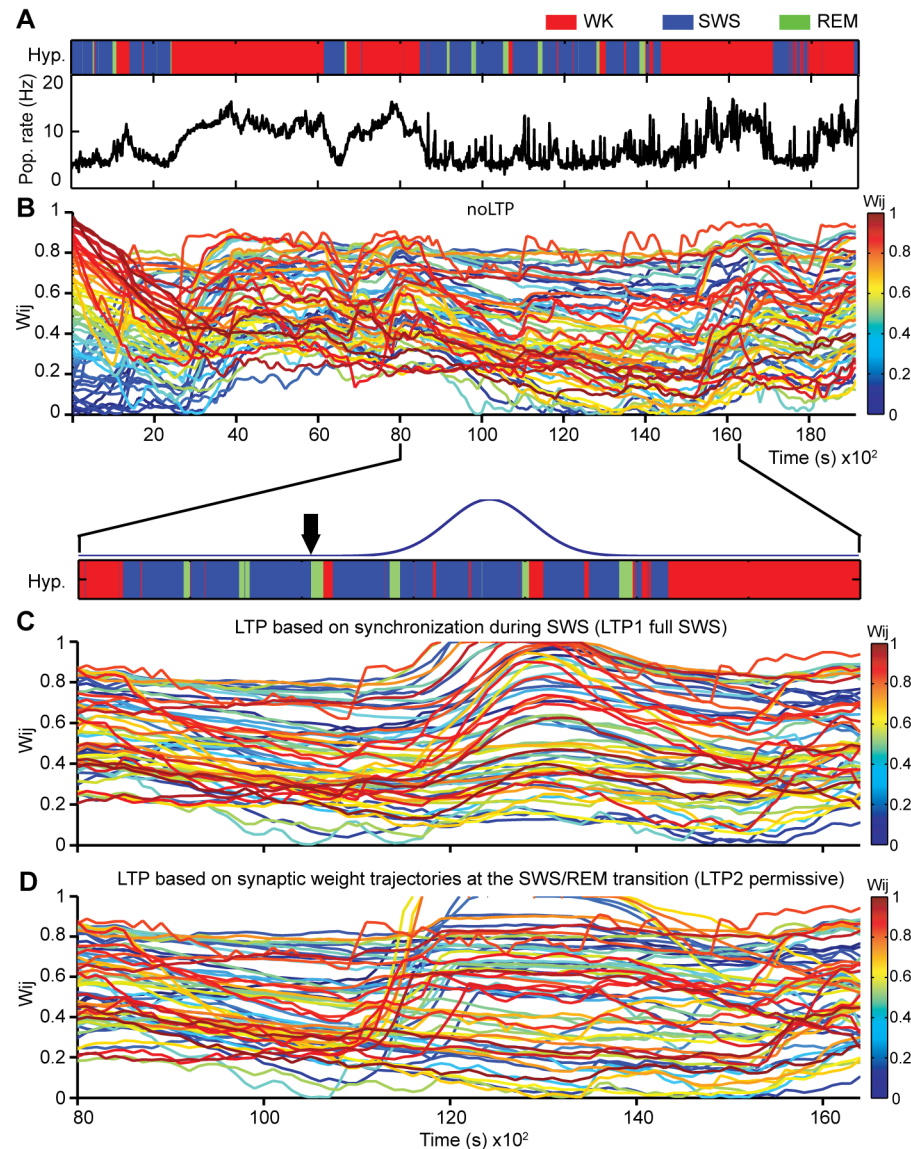 A
WK SWS REM
Hyp.
Pop. rate (Hz)
20
10
0
B
noLTP
Wij
Wij
1
0.8
0.6
0.4
0.2
0
1
0.8
0.6
0.4
0.2
0
20 40 60 80 100 120 140 160 180
Time (s) x10²
Hyp.
C
LTP based on synchronization during SWS (LTP1 full SWS)
Wij
Wij
1
0.8
0.6
0.4
0.2
0
1
0.8
0.6
0.4
0.2
0
80 100 120 140 160
D
LTP based on synaptic weight trajectories at the SWS/REM transition (LTP2 permissive)
Wij
Wij
1
0.8
0.6
0.4
0.2
0
1
0.8
0.6
0.4
0.2
0
80 100 120 140 160
Time (s) x10²